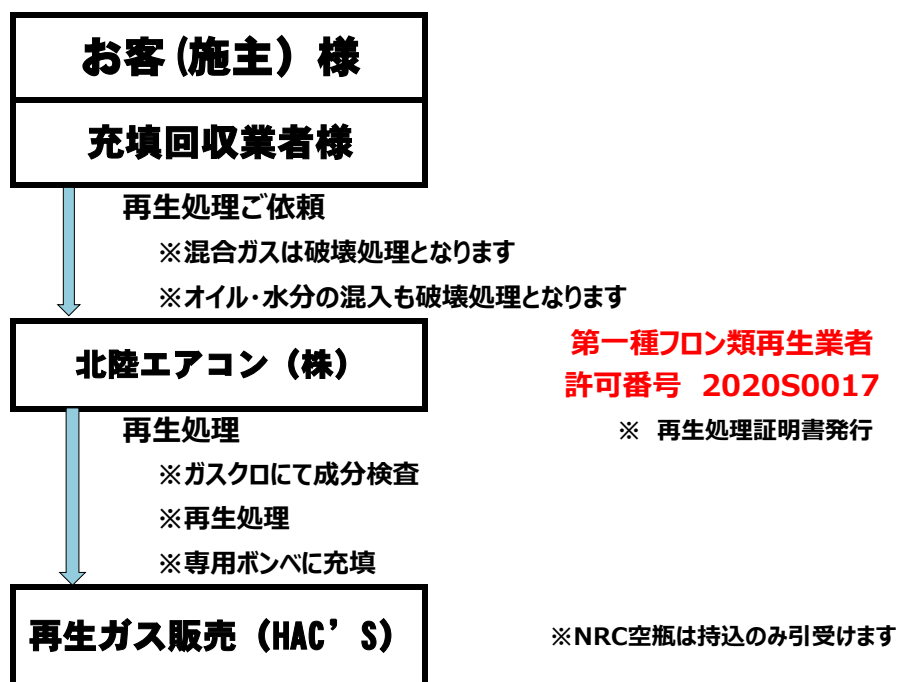 お客(施主) 様
充填回収業者様
再生処理ご依頼
※混合ガスは破壊処理となります
※オイル・水分の混入も破壊処理となります
北陸エアコン(株)
第一種フロン類再生業者
許可番号 2020S0017
※ 再生処理証明書発行
再生処理
※ガスクロにて成分検査
※再生処理
※専用ボンベに充填
再生ガス販売(HAC’S)
※NRC空瓶は持込のみ引受けます